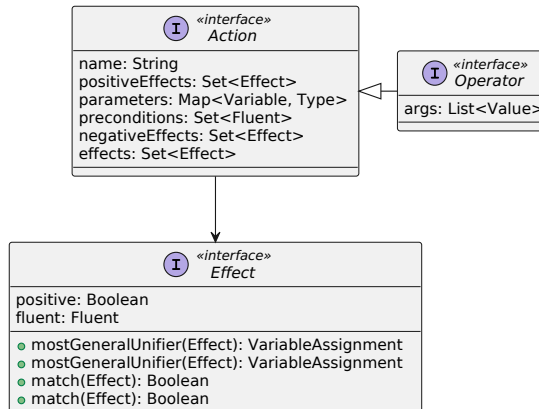 I «interface»
Action
name: String
positiveEffects: Set<Effect>
parameters: Map<Variable, Type>
preconditions: Set<Fluent>
negativeEffects: Set<Effect>
effects: Set<Effect>
I «interface»
Operator
args: List<Value>
I «interface»
Effect
positive: Boolean
fluent: Fluent
mostGeneralUnifier(Effect): VariableAssignment
mostGeneralUnifier(Effect): VariableAssignment
match(Effect): Boolean
match(Effect): Boolean